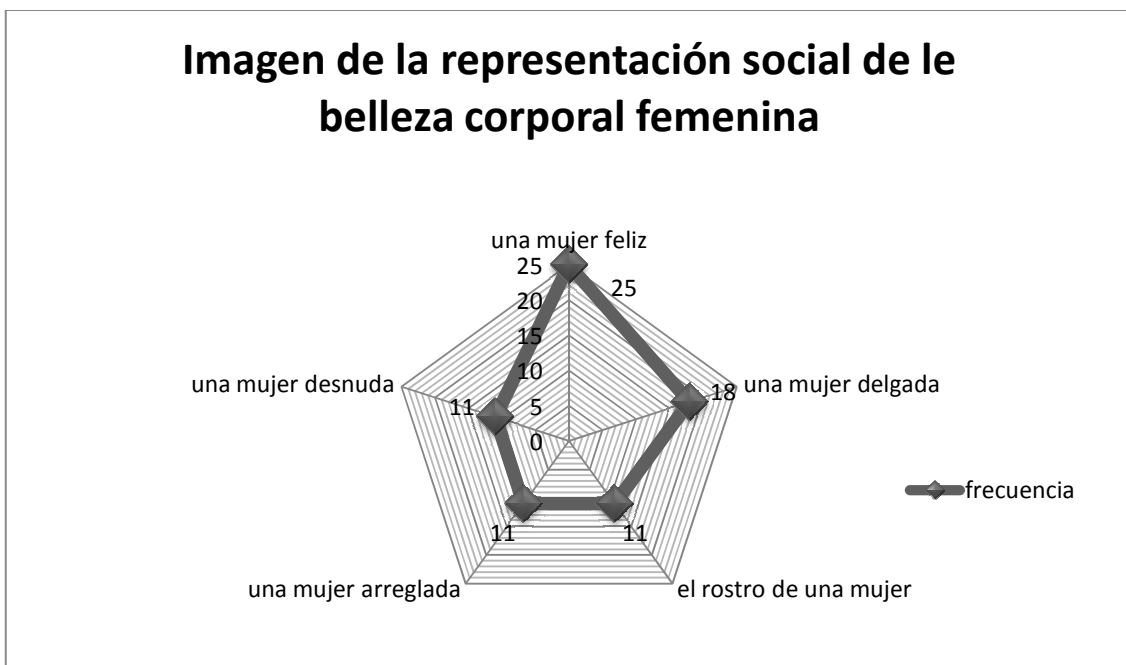 Imagen de la representación social de le
belleza corporal femenina
una mujer feliz
25
25
20
15
10
5
0
una mujer delgada
18
el rostro de una mujer
11
una mujer arreglada
11
una mujer desnuda
11
frecuencia